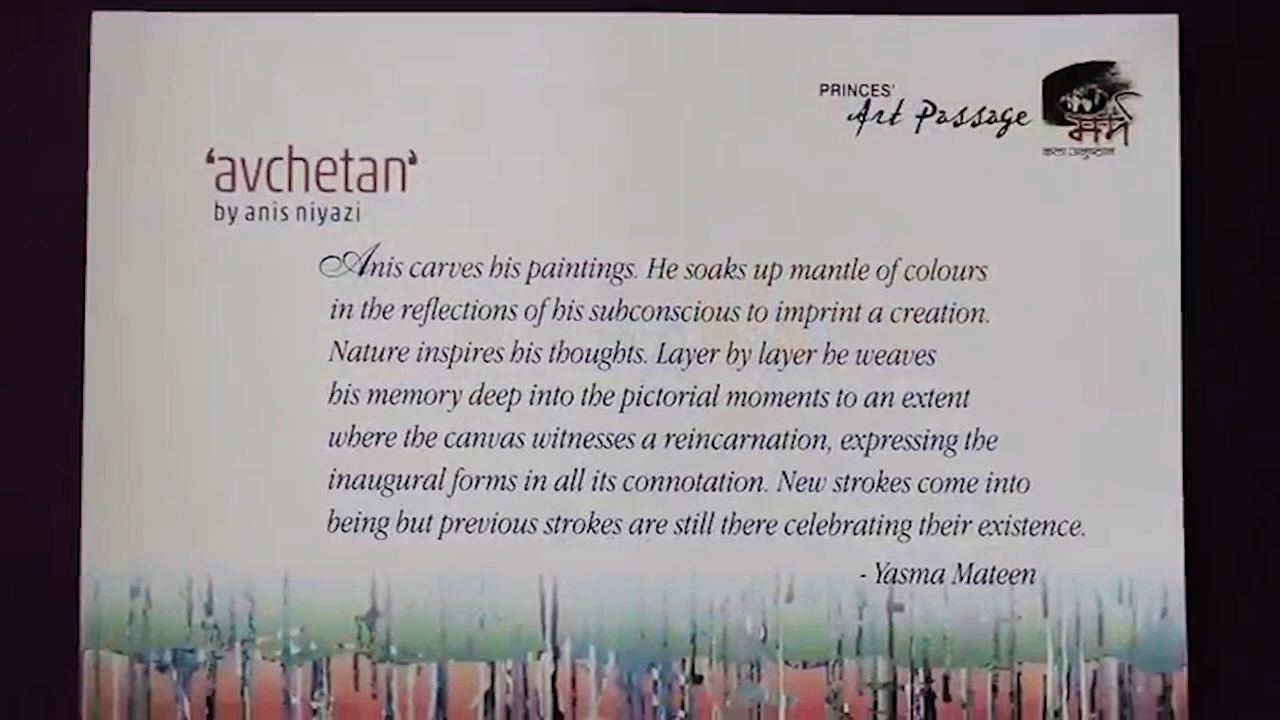 PRINCES'
Art Passage
कला अनुष्ठान
'avchetan'
by anis niyazi
Anis carves his paintings. He soaks up mantle of colours
in the reflections of his subconscious to imprint a creation.
Nature inspires his thoughts. Layer by layer he weaves
his memory deep into the pictorial moments to an extent
where the canvas witnesses a reincarnation, expressing the
inaugural forms in all its connotation. New strokes come into
being but previous strokes are still there celebrating their existence.
- Yasma Mateen